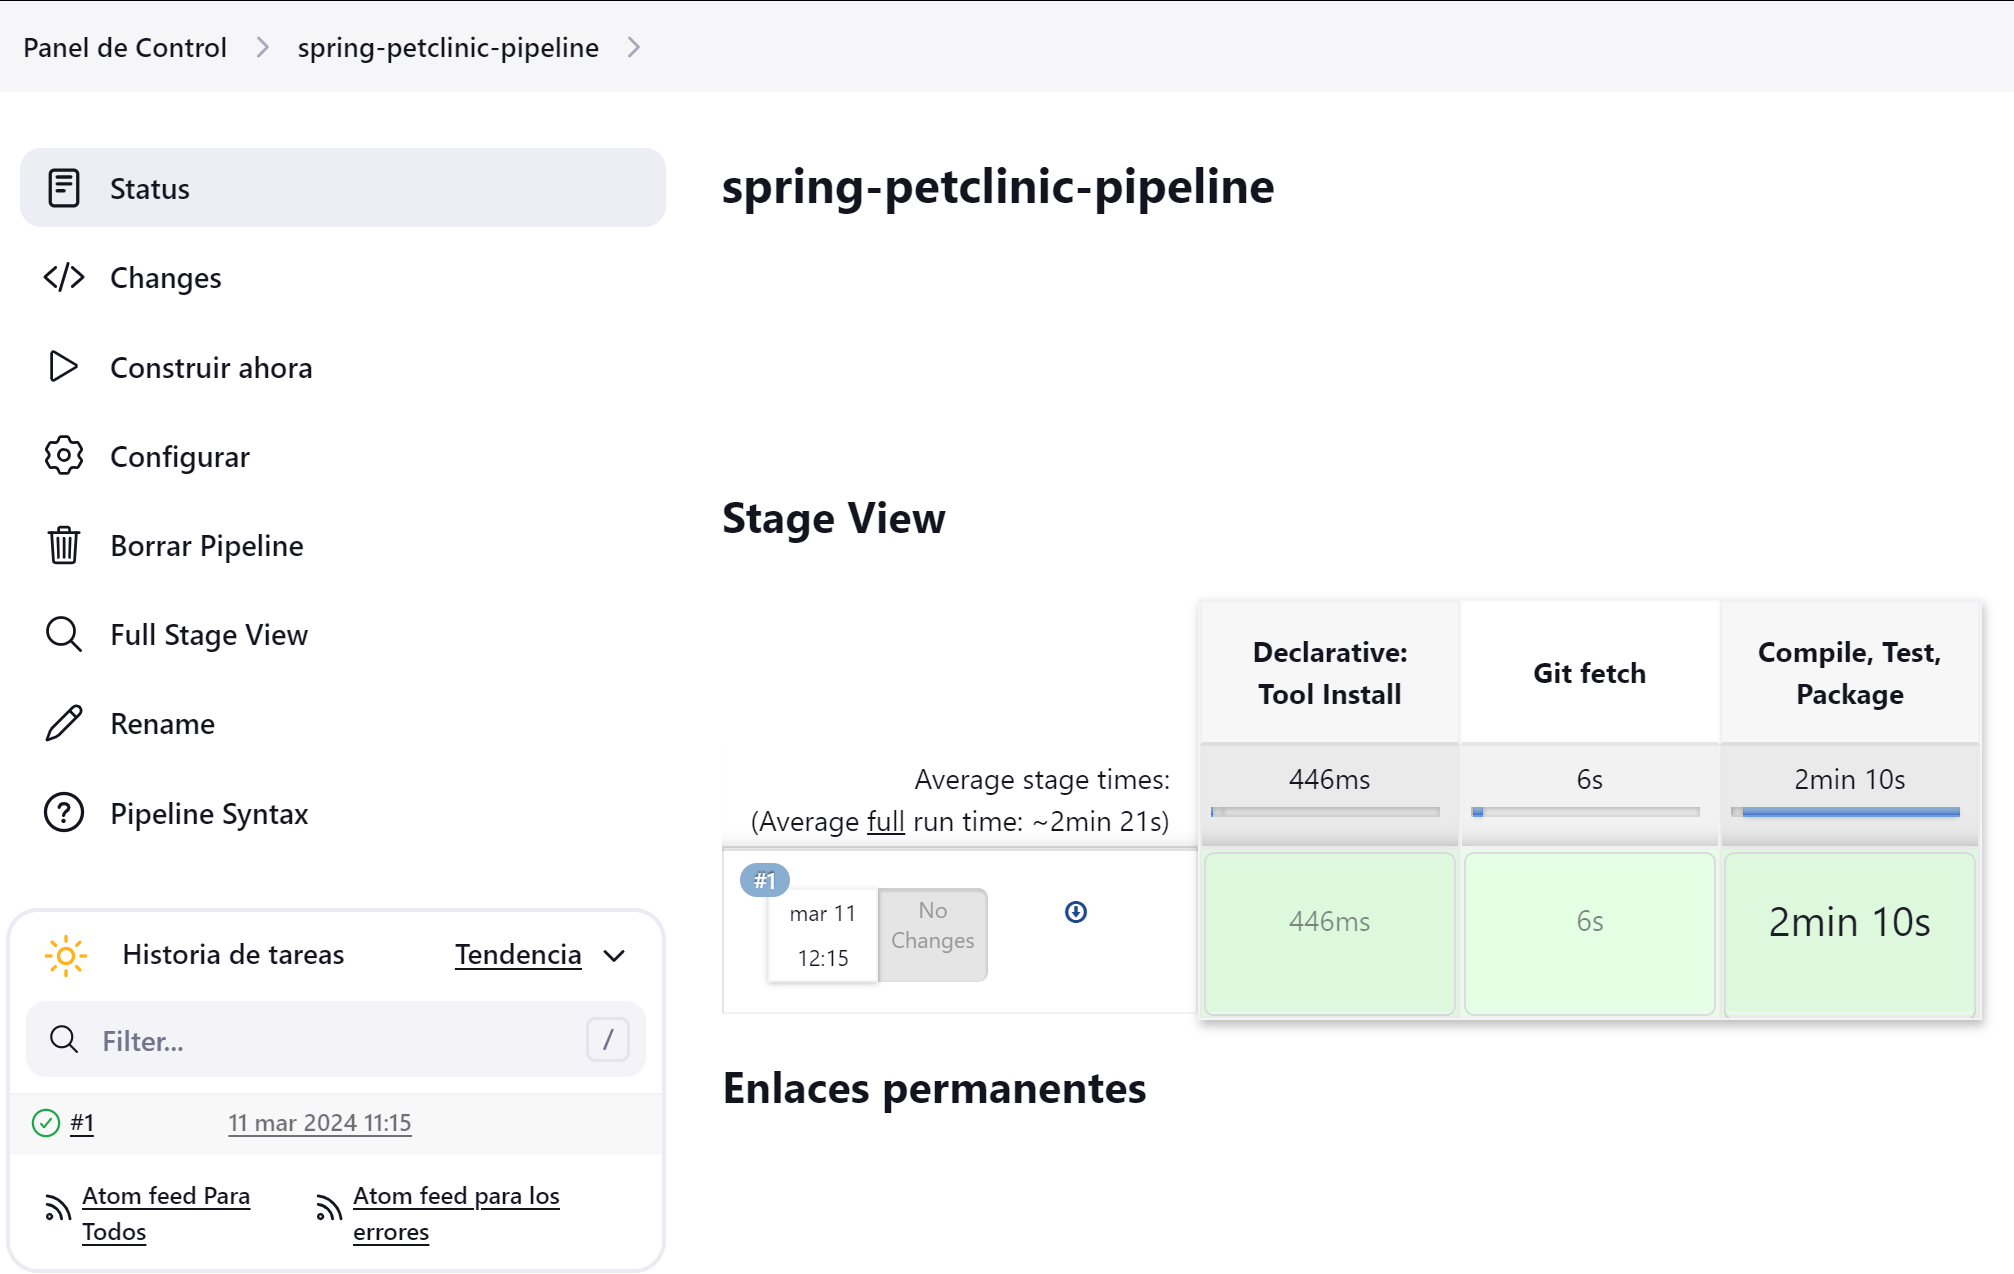 Panel de Control
spring-petclinic-pipeline
Status
Changes
Construir ahora
Configurar
Borrar Pipeline
Full Stage View
Rename
Pipeline Syntax
Historia de tareas
Tendencia
Filter...
/
#1
11 mar 2024 11:15
Atom feed Para
Todos
Atom feed para los
errores
spring-petclinic-pipeline
Stage View
Declarative:
Tool Install
Git fetch
Compile, Test,
Package
Average stage times:
(Average full run time: ~2min 21s)
446ms
6s
2min 10s
#1
mar 11
12:15
No
Changes
446ms
6s
2min 10s
Enlaces permanentes